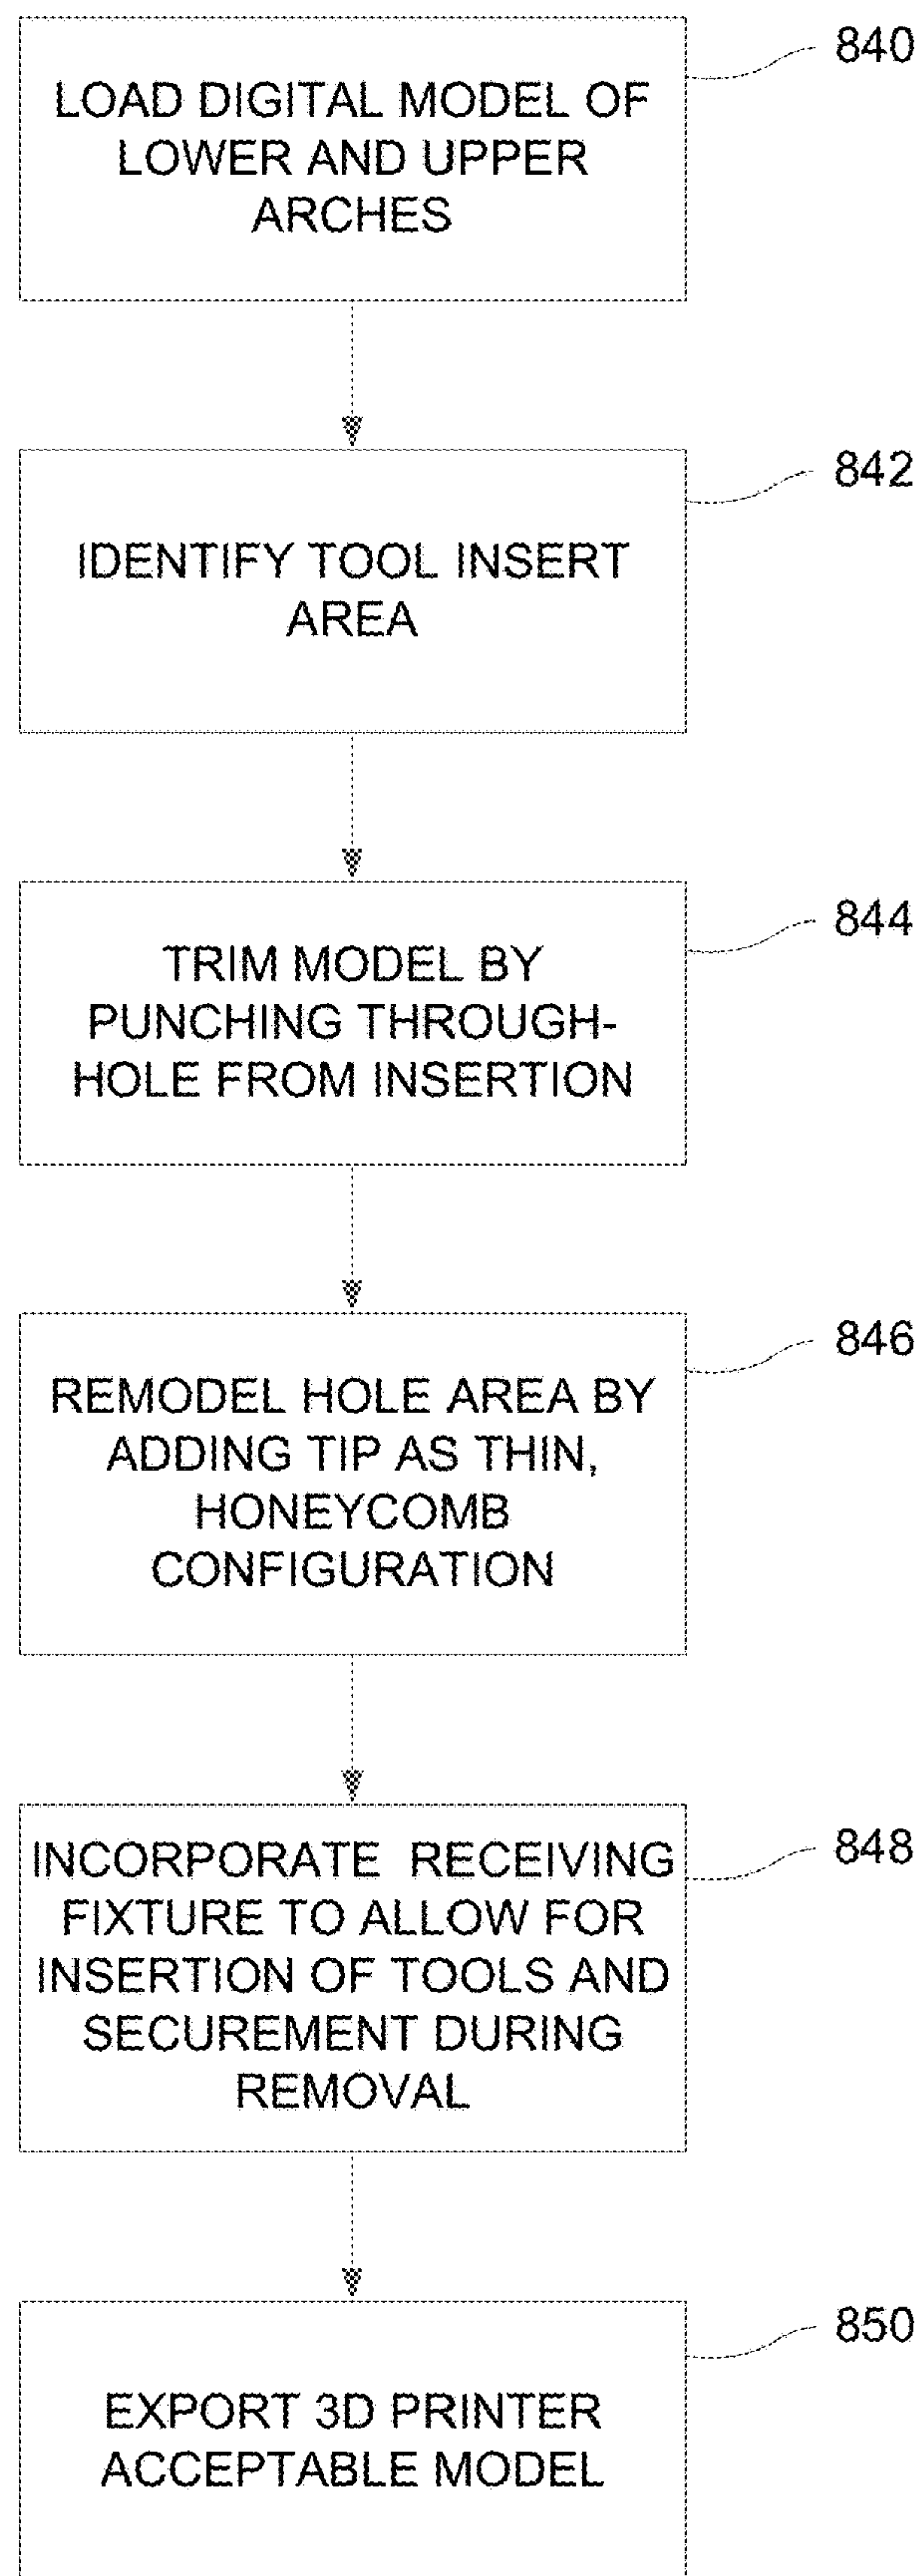 840
LOAD DIGITAL MODEL OF
LOWER AND UPPER
ARCHES
842
IDENTIFY TOOL INSERT
AREA
844
TRIM MODEL BY
PUNCHING THROUGH-
HOLE FROM INSERTION
846
REMODEL HOLE AREA BY
ADDING TIP AS THIN,
HONEYCOMB
CONFIGURATION
848
INCORPORATE RECEIVING
FIXTURE TO ALLOW FOR
INSERTION OF TOOLS AND
SECUREMENT DURING
REMOVAL
850
EXPORT 3D PRINTER
ACCEPTABLE MODEL